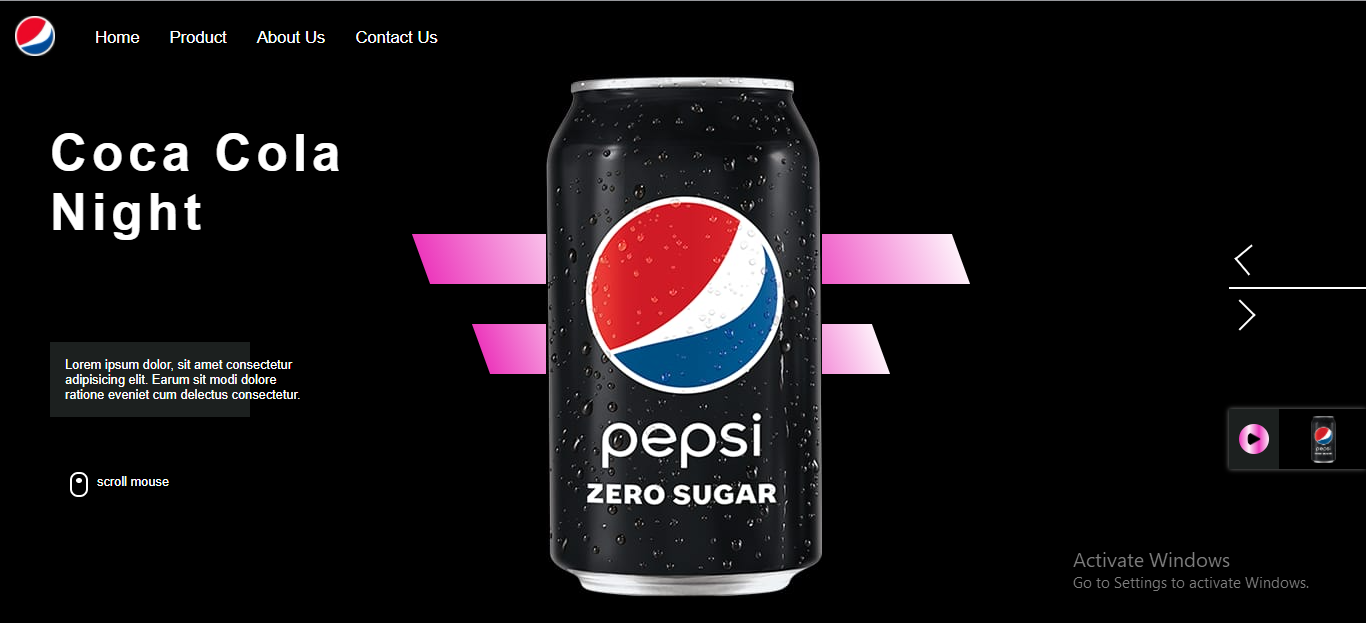 Home Product About Us Contact Us
Coca Cola
Night
Lorem ipsum dolor, sit amet consectetur
adipisicing elit. Earum sit modi dolore
ratione eveniet cum delectus consectetur.
scroll mouse
pepsi
ZERO SUGAR
Activate Windows
Go to Settings to activate Windows.